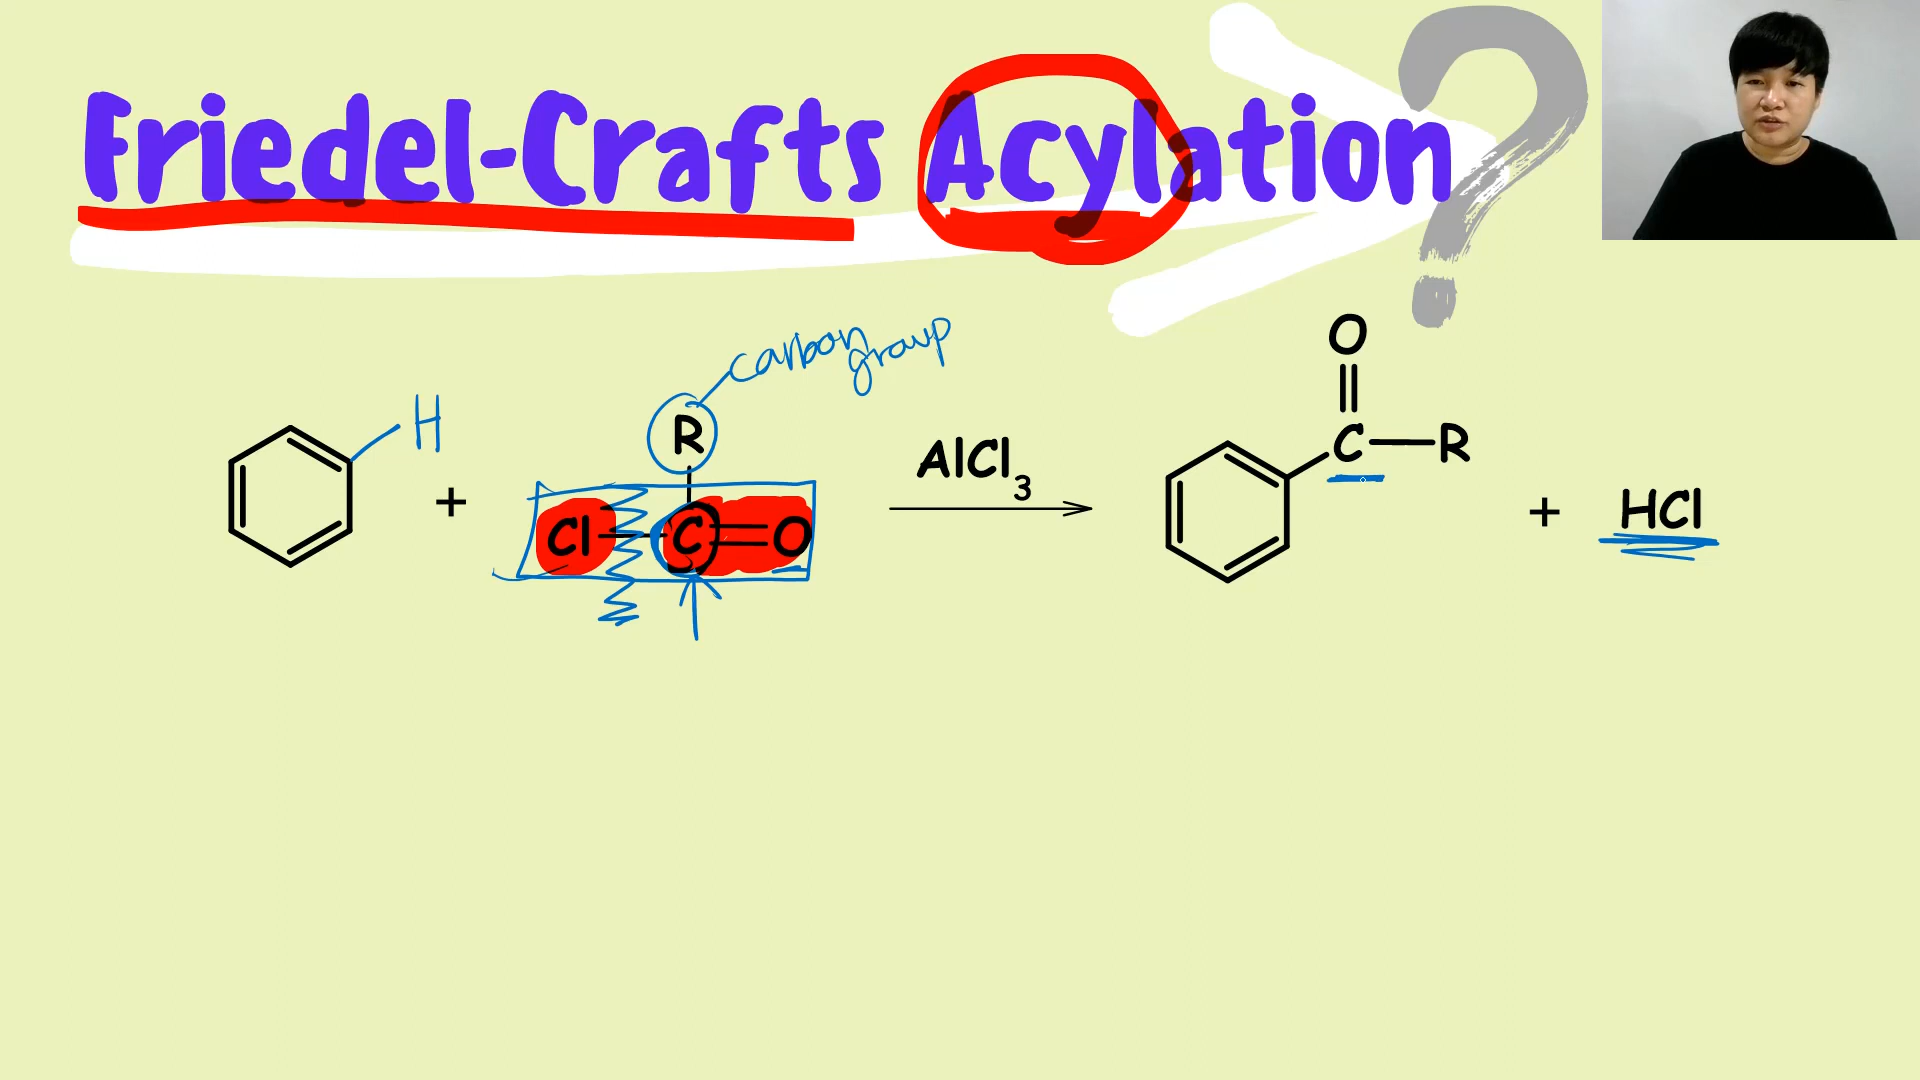 Friedel-Crafts Acylation?
carbon group
H
R
+
Cl—C=O
AlCl3
O
C—R
+
HCl